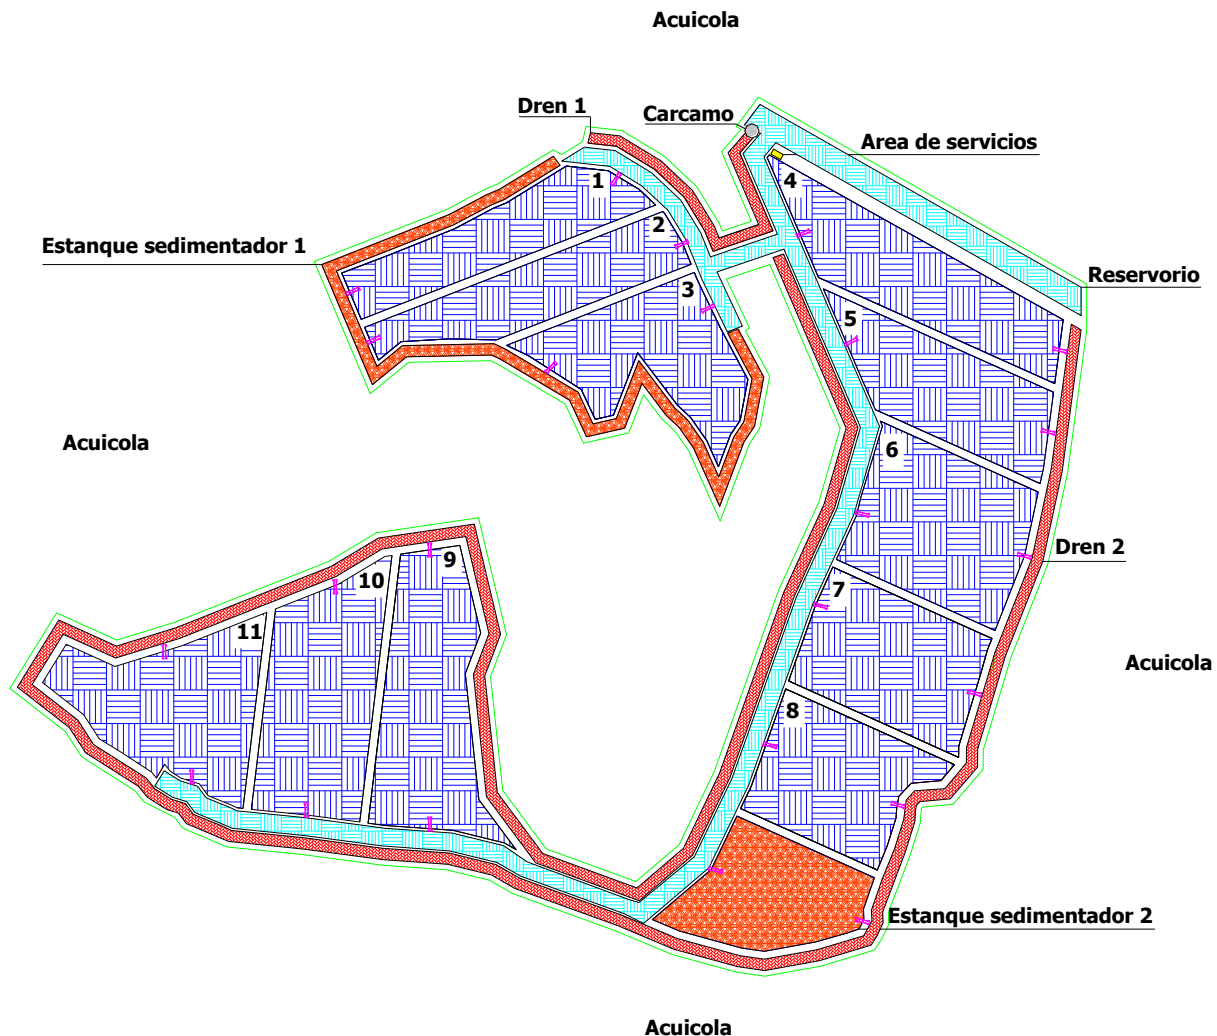 Acuicola
Dren 1
Carcamo
Area de servicios
1
4
2
Estanque sedimentador 1
Reservorio
3
5
Acuicola
6
Dren 2
9
10
7
11
Acuicola
8
Estanque sedimentador 2
Acuicola